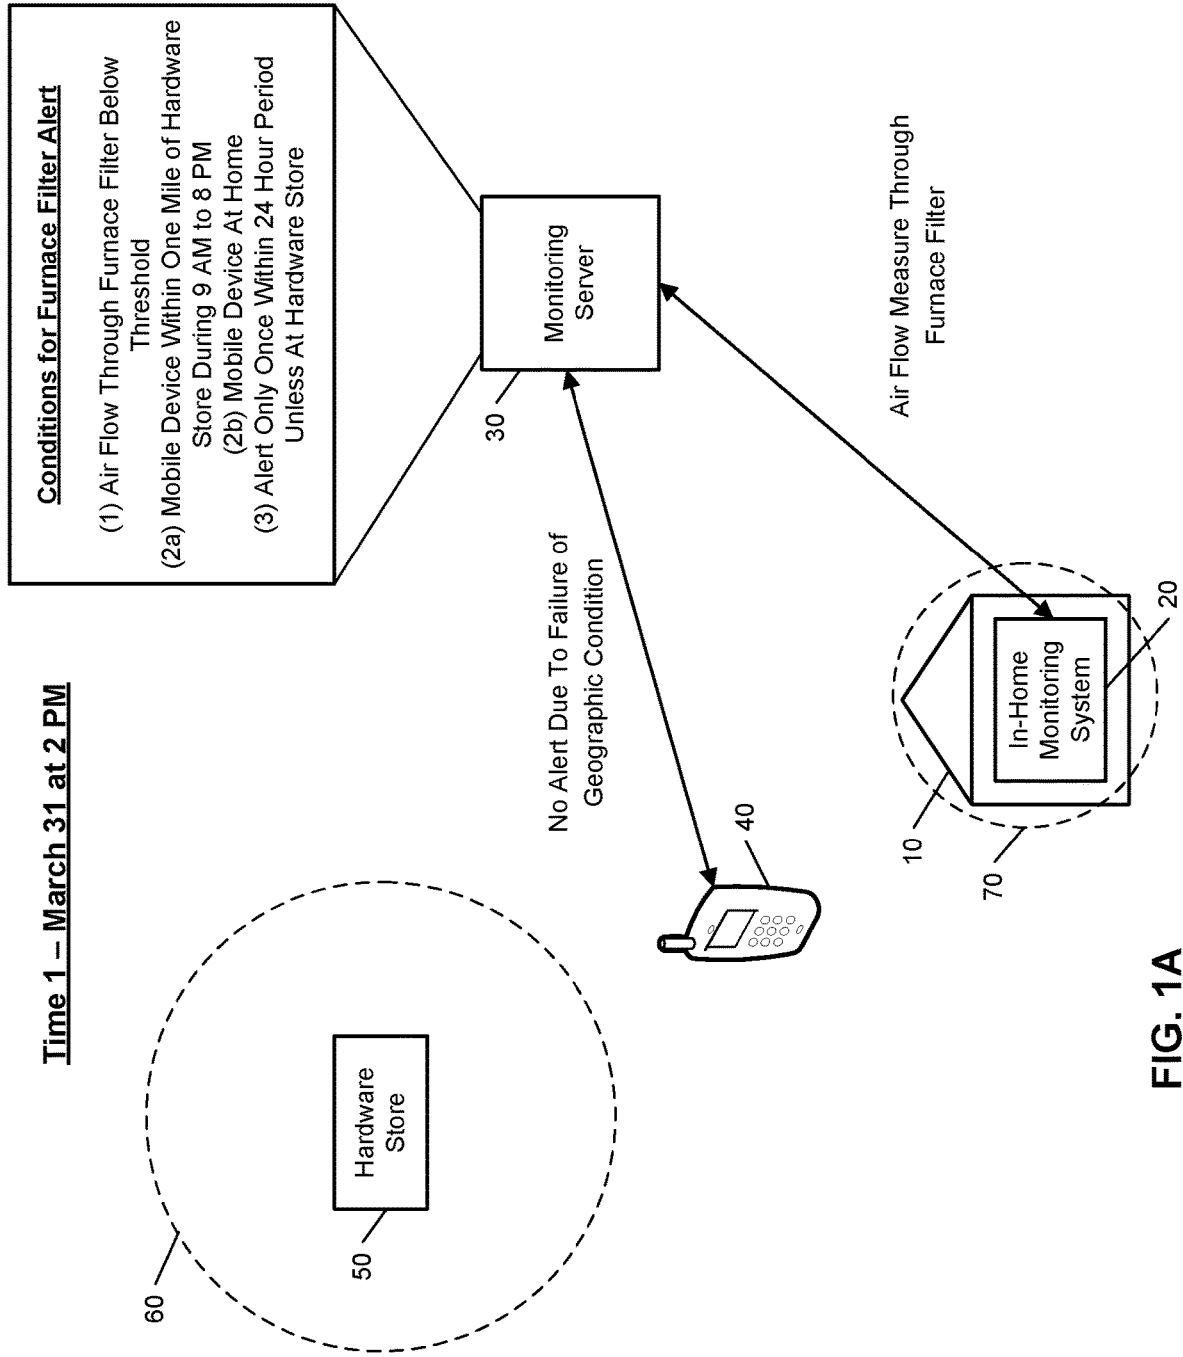 Time 1 – March 31 at 2 PM
Conditions for Furnace Filter Alert
(1) Air Flow Through Furnace Filter Below
Threshold
(2a) Mobile Device Within One Mile of Hardware
Store During 9 AM to 8 PM
(2b) Mobile Device At Home
(3) Alert Only Once Within 24 Hour Period
Unless At Hardware Store
60
Hardware
Store
50
Monitoring
Server
30
No Alert Due To Failure of
Geographic Condition
40
Air Flow Measure Through
Furnace Filter
10
70
In-Home
Monitoring
System
20
FIG. 1A